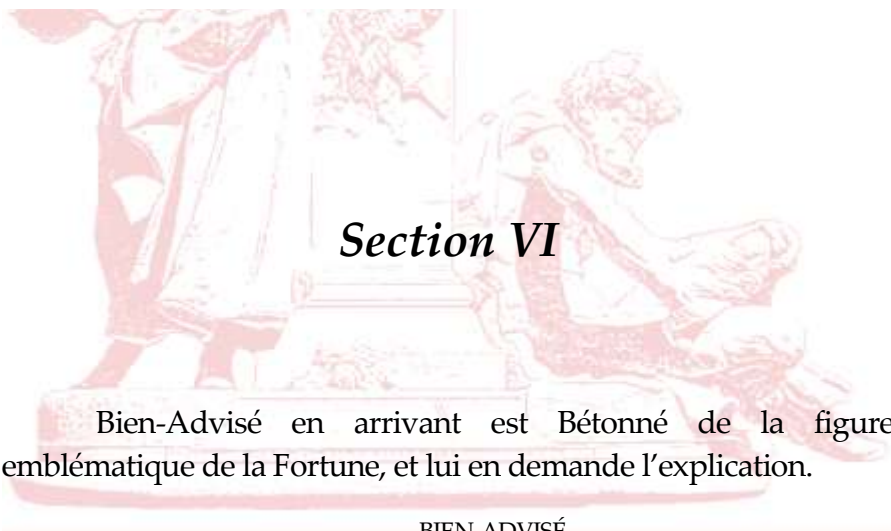 Section VI
Bien-Advisé en arrivant est Bétonné de la figure
emblématique de la Fortune, et lui en demande l’explication.
BIEN-ADVISÉ